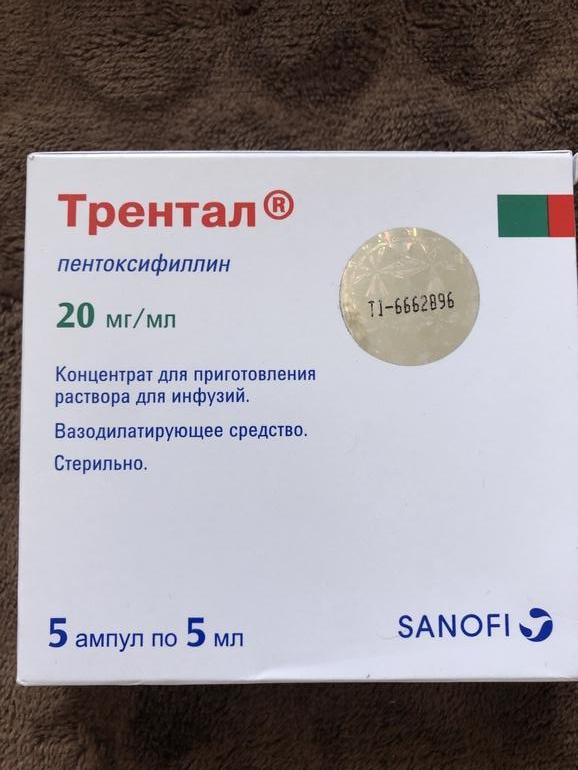 Трентал®
пентоксифиллин
20 мг/мл
T1-6662896
Концентрат для приготовления
раствора для инфузий.
Вазодилатирующее средство.
Стерильно.
5 ампул по 5 мл
SANOFI